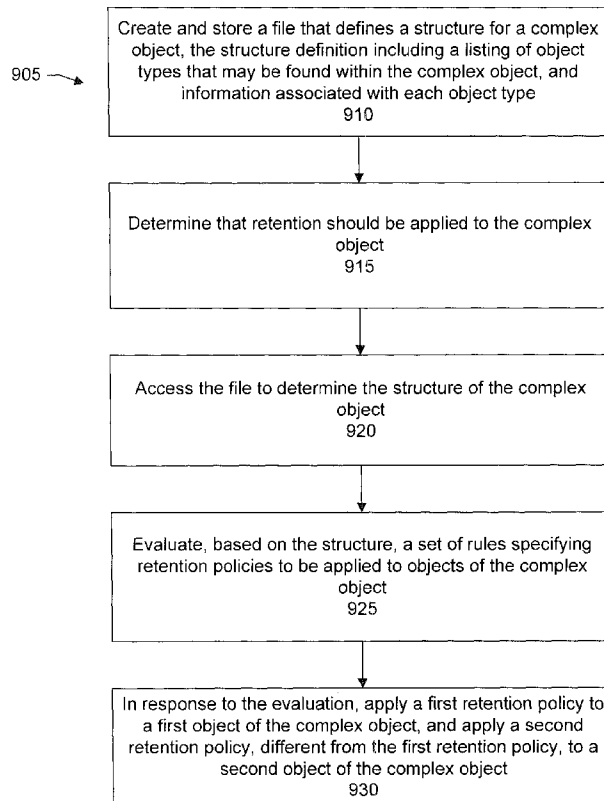 Create and store a file that defines a structure for a complex
object, the structure definition including a listing of object
types that may be found within the complex object, and
information associated with each object type
910
905
Determine that retention should be applied to the complex
object
915
Access the file to determine the structure of the complex
object
920
Evaluate, based on the structure, a set of rules specifying
retention policies to be applied to objects of the complex
object
925
In response to the evaluation, apply a first retention policy to
a first object of the complex object, and apply a second
retention policy, different from the first retention policy, to a
second object of the complex object
930